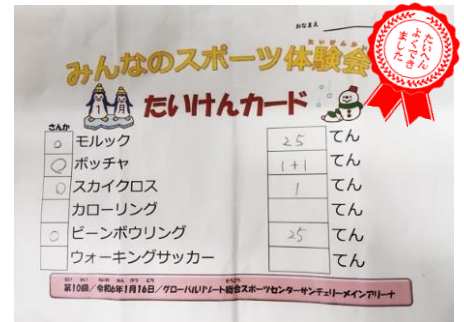 おなまえ
たいへん
よくでき
ました
たいけんかい
みんなのスポーツ体験会
1月
たいけんカード
さんか
○ モルック 25 てん
○ ボッチャ 1+1 てん
○ スカイクロス 1 てん
カローリング てん
○ ビーンボウリング 25 てん
ウォーキングサッカー てん
第10回/令和6年1月16日/グローバルリゾート総合スポーツセンターサンチェリーメインアリーナ